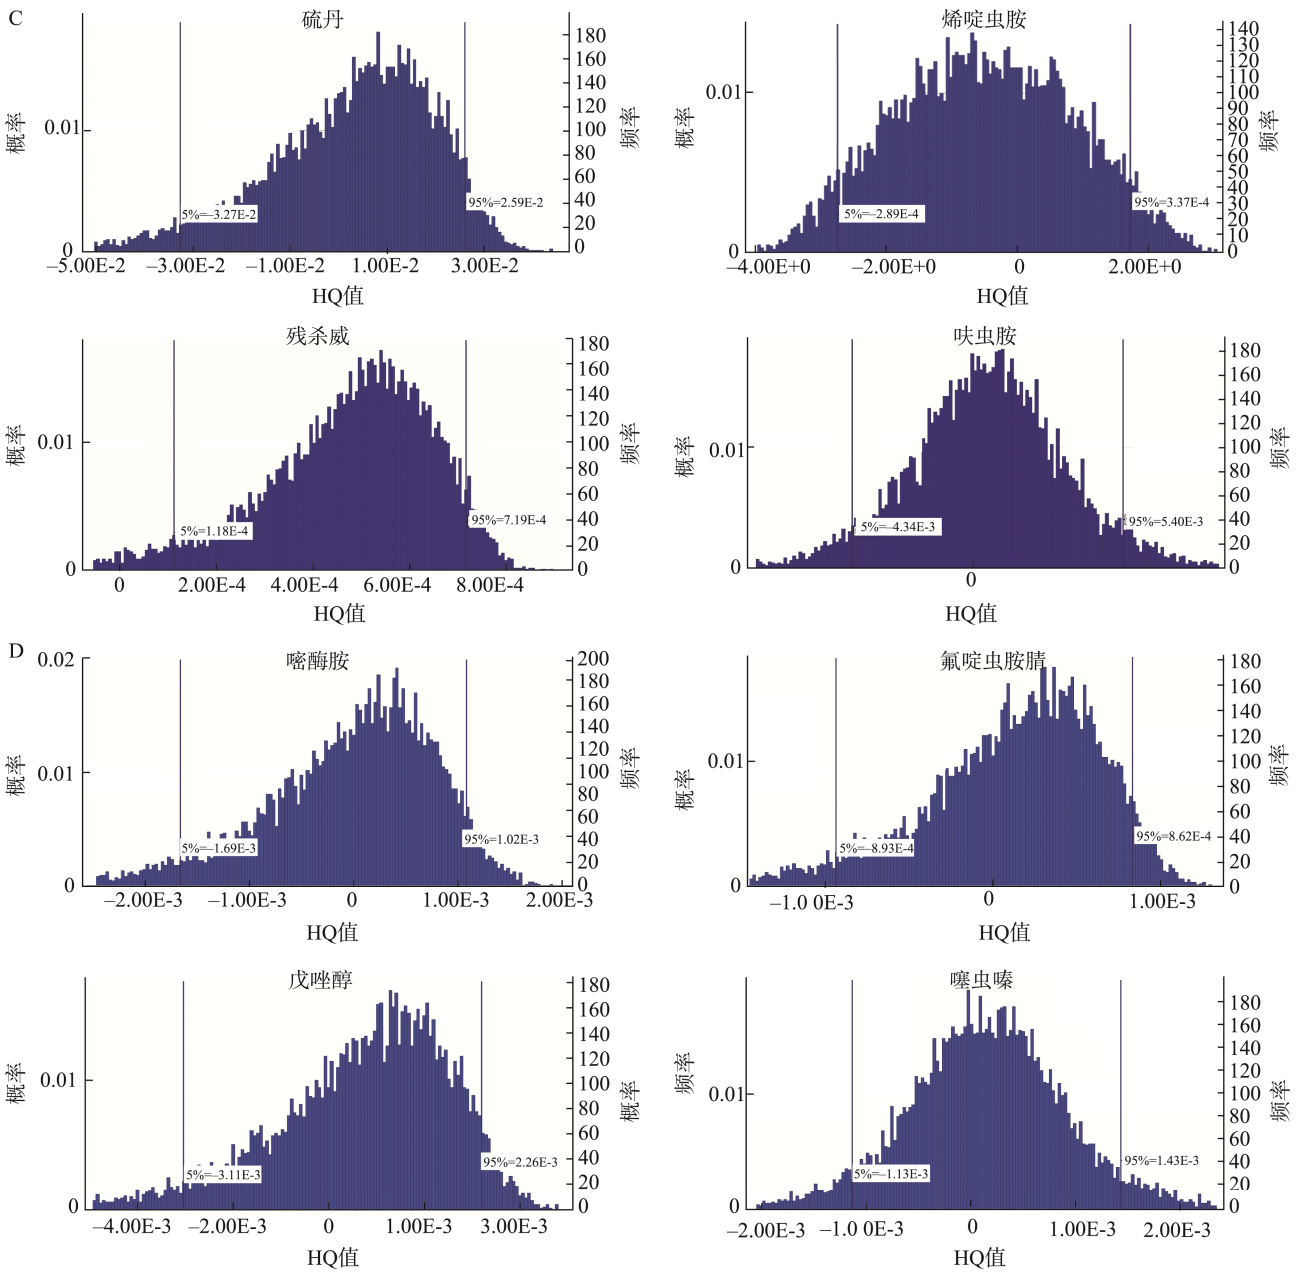 C
硫丹
概率
0.01
0
180
160
140
120
100
80
60
40
20
0
频率
5%=–3.27E-2
95%=2.59E-2
–5.00E-2 –3.00E-2 –1.00E-2 1.00E-2 3.00E-2
HQ值
烯啶虫胺
概率
0.01
0
140
130
120
110
100
90
80
70
60
50
40
30
20
10
0
频率
5%=–2.89E-4
95%=3.37E-4
–4.00E+0 –2.00E+0 0 2.00E+0
HQ值
残杀威
概率
0.01
0
180
160
140
120
100
80
60
40
20
0
频率
5%=1.18E-4
95%=7.19E-4
0 2.00E-4 4.00E-4 6.00E-4 8.00E-4
HQ值
呋虫胺
概率
0.01
0
180
160
140
120
100
80
60
40
20
0
频率
5%=–4.34E-3
95%=5.40E-3
0
HQ值
D
嘧酶胺
概率
0.02
0.01
0
200
180
160
140
120
100
80
60
40
20
0
频率
5%=–1.69E-3
95%=1.02E-3
–2.00E-3 –1.00E-3 0 1.00E-3 2.00E-3
HQ值
氟啶虫胺腈
概率
0.01
0
180
160
140
120
100
80
60
40
20
0
频率
5%=–8.93E-4
95%=8.62E-4
–1.0 0E-3 0 1.00E-3
HQ值
戊唑醇
概率
0.01
0
180
160
140
120
100
80
60
40
20
0
概率
5%=–3.11E-3
95%=2.26E-3
–4.00E-3 –2.00E-3 0 1.00E-3 3.00E-3
HQ值
噻虫嗪
频率
0.01
0
180
160
140
120
100
80
60
40
20
0
频率
5%=–1.13E-3
95%=1.43E-3
–2.00E-3 –1.0 0E-3 0 1.00E-3 2.00E-3
HQ值